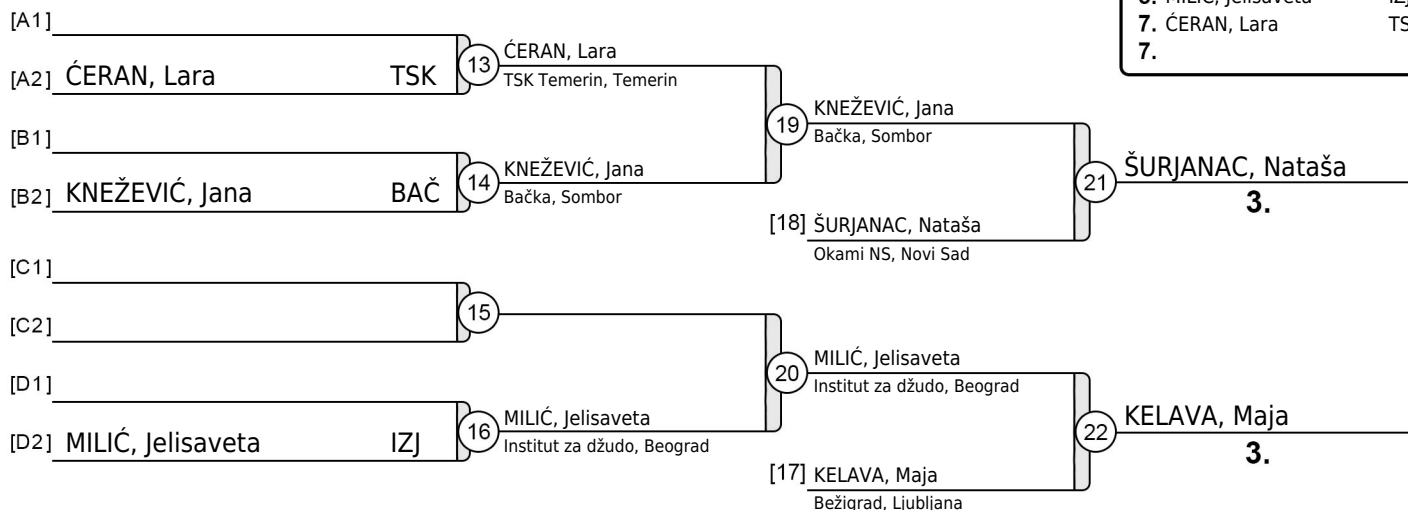 MILIĆ, Jelisaveta
7. ĆERAN, Lara TS
7.
[A1]
[A2] ĆERAN, Lara TSK
13
ĆERAN, Lara
TSK Temerin, Temerin
[B1]
[B2] KNEŽEVIĆ, Jana BAČ
14
KNEŽEVIĆ, Jana
Bačka, Sombor
19
KNEŽEVIĆ, Jana
Bačka, Sombor
[18] ŠURJANAC, Nataša
Okami NS, Novi Sad
21
ŠURJANAC, Nataša
3.
[C1]
[C2]
15
[D1]
[D2] MILIĆ, Jelisaveta IZJ
16
MILIĆ, Jelisaveta
Institut za džudo, Beograd
20
MILIĆ, Jelisaveta
Institut za džudo, Beograd
[17] KELAVA, Maja
Bežigrad, Ljubljana
22
KELAVA, Maja
3.